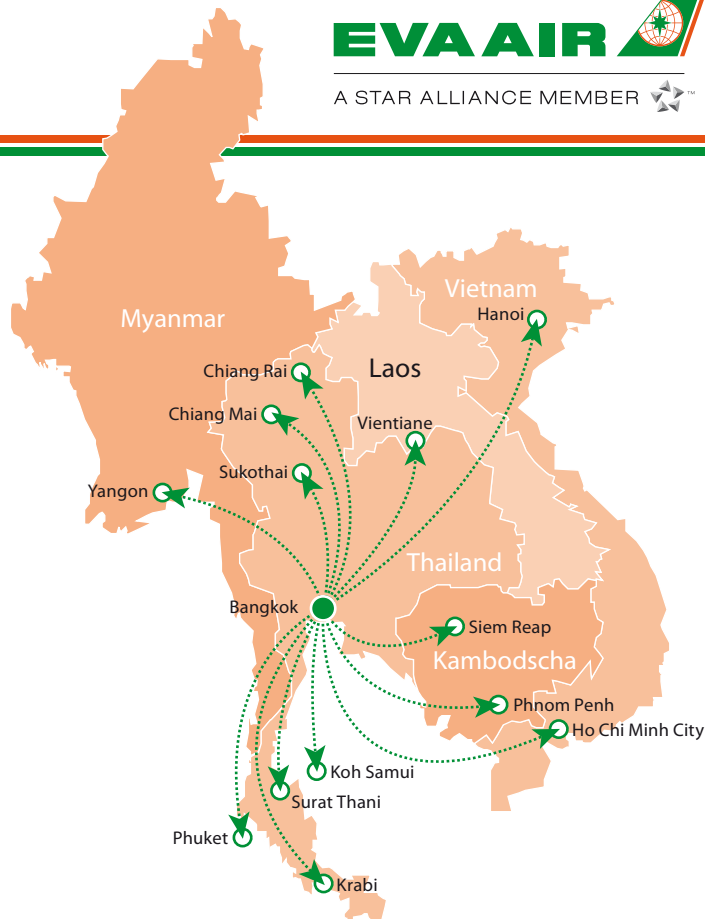 EVA AIR
A STAR ALLIANCE MEMBER ™
Vietnam
Hanoi
Myanmar
Laos
Chiang Rai
Chiang Mai
Vientiane
Sukothai
Yangon
Thailand
Bangkok
Siem Reap
Kambodscha
Phnom Penh
Ho Chi Minh City
Koh Samui
Surat Thani
Phuket
Krabi